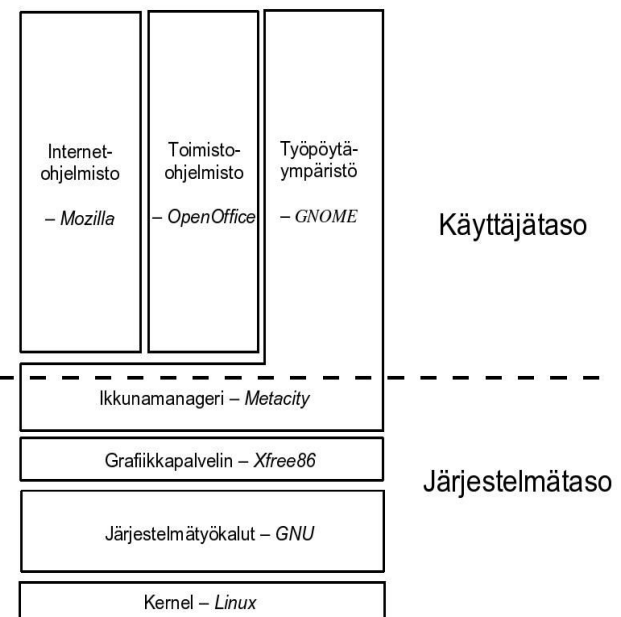 Internet-
ohjelmisto
– Mozilla
Toimisto-
ohjelmisto
– OpenOffice
Työpöytä-
ympäristö
– GNOME
Käyttäjätaso
Ikkunamanageri – Metacity
Grafiikkapalvelin – Xfree86
Järjestelmätaso
Järjestelmätyökalut – GNU
Kernel – Linux